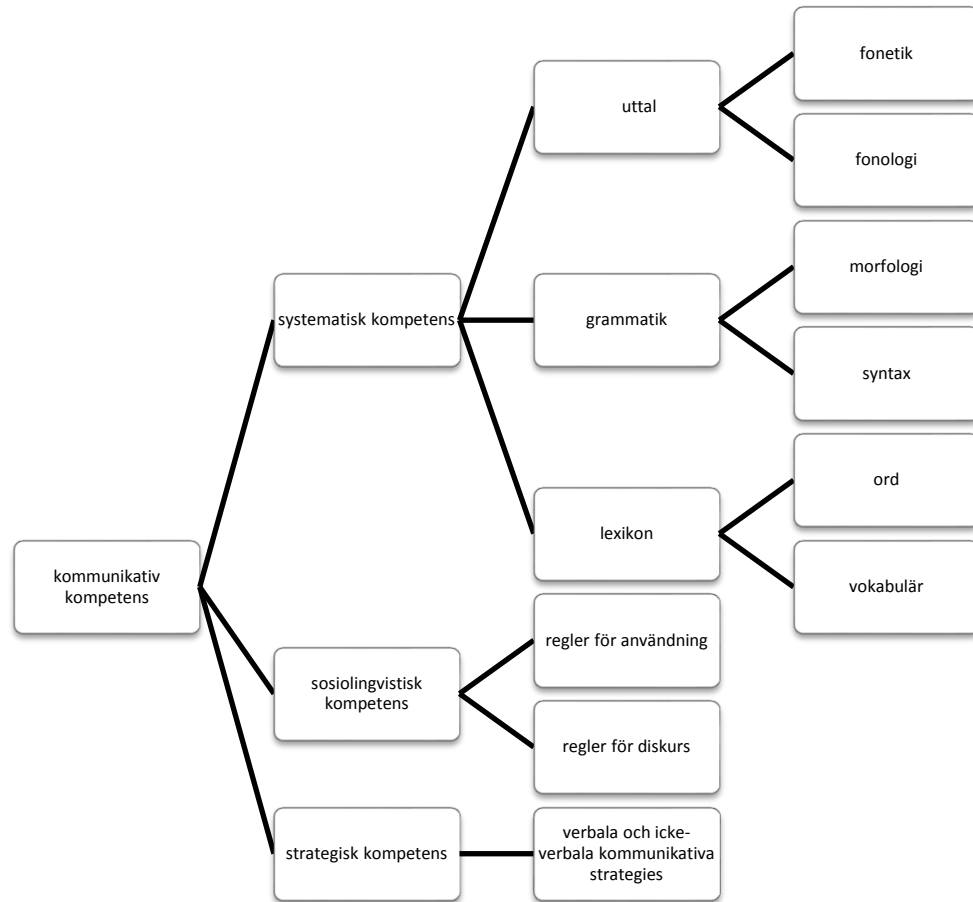 fonetik
uttal
fonologi
morfologi
systematisk kompetens
grammatik
syntax
ord
lexikon
kommunikativ
kompetens
vokabulär
regler för användning
sosiolingvistisk
kompetens
regler för diskurs
strategisk kompetens
verbala och icke-
verbala kommunikativa
strategies